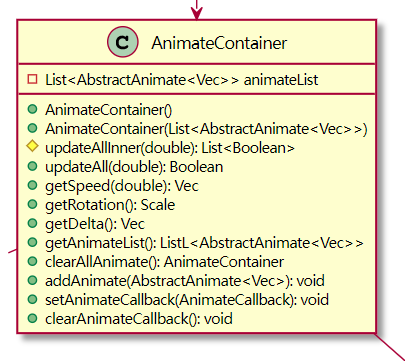 C AnimateContainer
List<AbstractAnimate<Vec>> animateList
AnimateContainer()
AnimateContainer(List<AbstractAnimate<Vec>>)
updateAllInner(double): List<Boolean>
updateAll(double): Boolean
getSpeed(double): Vec
getRotation(): Scale
getDelta(): Vec
getAnimateList(): ListL<AbstractAnimate<Vec>>
clearAllAnimate(): AnimateContainer
addAnimate(AbstractAnimate<Vec>): void
setAnimateCallback(AnimateCallback): void
clearAnimateCallback(): void